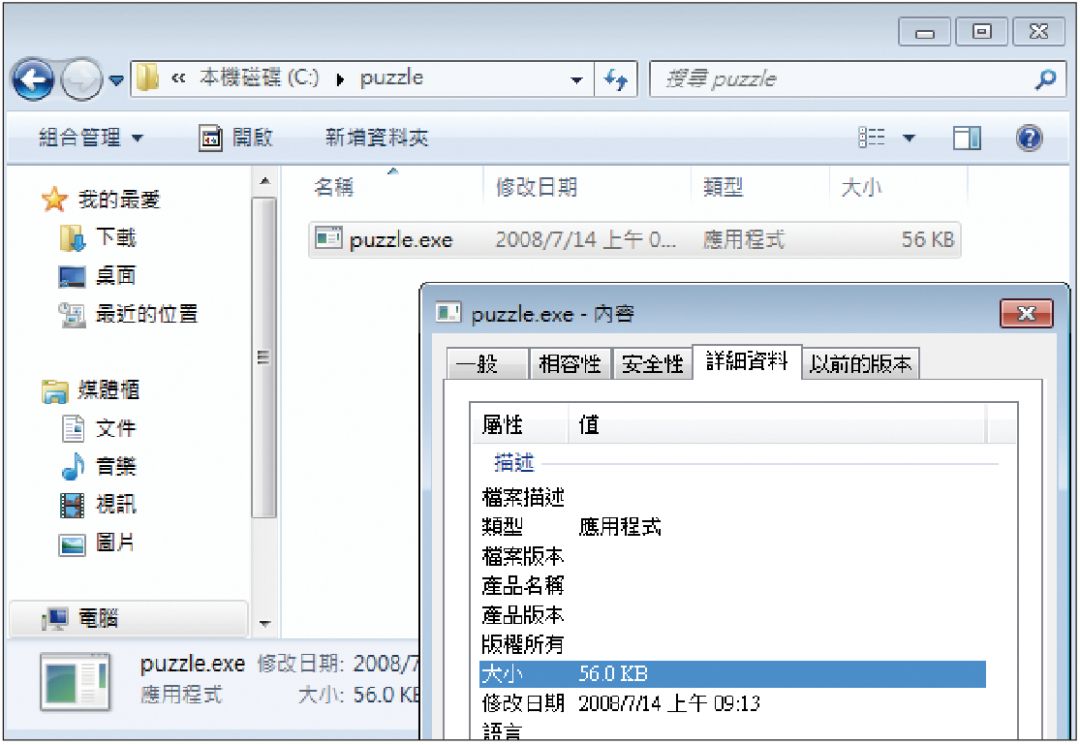 « 本機磁碟 (C:) ▸ puzzle
搜尋 puzzle
組合管理 ▼ 開啟 新增資料夾
我的最愛
下載
桌面
最近的位置
媒體櫃
文件
音樂
視訊
圖片
電腦
名稱 修改日期 類型 大小
puzzle.exe 2008/7/14 上午 0... 應用程式 56 KB
puzzle.exe 修改日期: 2008/7
應用程式 大小: 56.0 KB
puzzle.exe - 內容
一般 相容性 安全性 詳細資料 以前的版本
屬性 值
描述
檔案描述
類型 應用程式
檔案版本
產品名稱
產品版本
版權所有
大小 56.0 KB
修改日期 2008/7/14 上午 09:13
語言